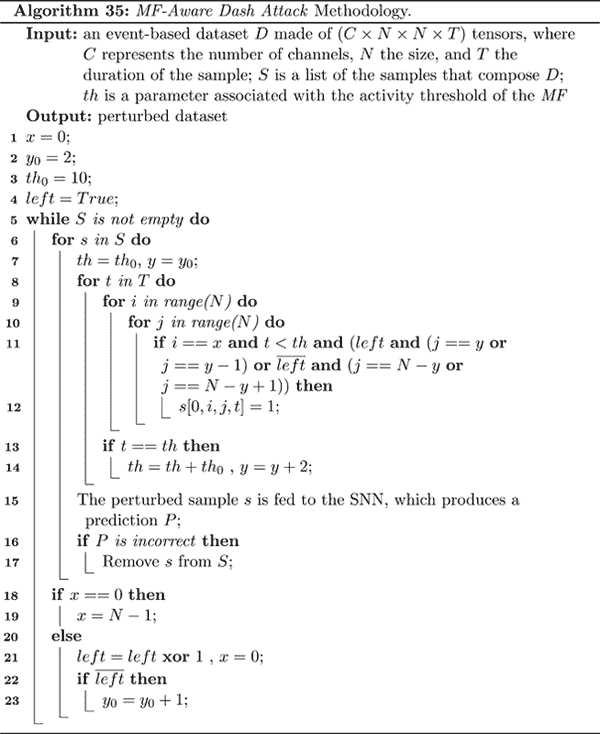 Algorithm 35: MF-Aware Dash Attack Methodology.
Input: an event-based dataset D made of (C × N × N × T) tensors, where
C represents the number of channels, N the size, and T the
duration of the sample; S is a list of the samples that compose D;
th is a parameter associated with the activity threshold of the MF
Output: perturbed dataset
1 x = 0;
2 y₀ = 2;
3 th₀ = 10;
4 left = True;
5 while S is not empty do
6 for s in S do
7 th = th₀, y = y₀;
8 for t in T do
9 for i in range(N) do
10 for j in range(N) do
11 if i == x and t < th and (left and (j == y or
j == y − 1) or l̅e̅f̅t̅ and (j == N − y or
j == N − y + 1)) then
12 s[0, i, j, t] = 1;
13 if t == th then
14 th = th + th₀ , y = y + 2;
15 The perturbed sample s is fed to the SNN, which produces a
prediction P;
16 if P is incorrect then
17 Remove s from S;
18 if x == 0 then
19 x = N − 1;
20 else
21 left = left xor 1 , x = 0;
22 if l̅e̅f̅t̅ then
23 y₀ = y₀ + 1;